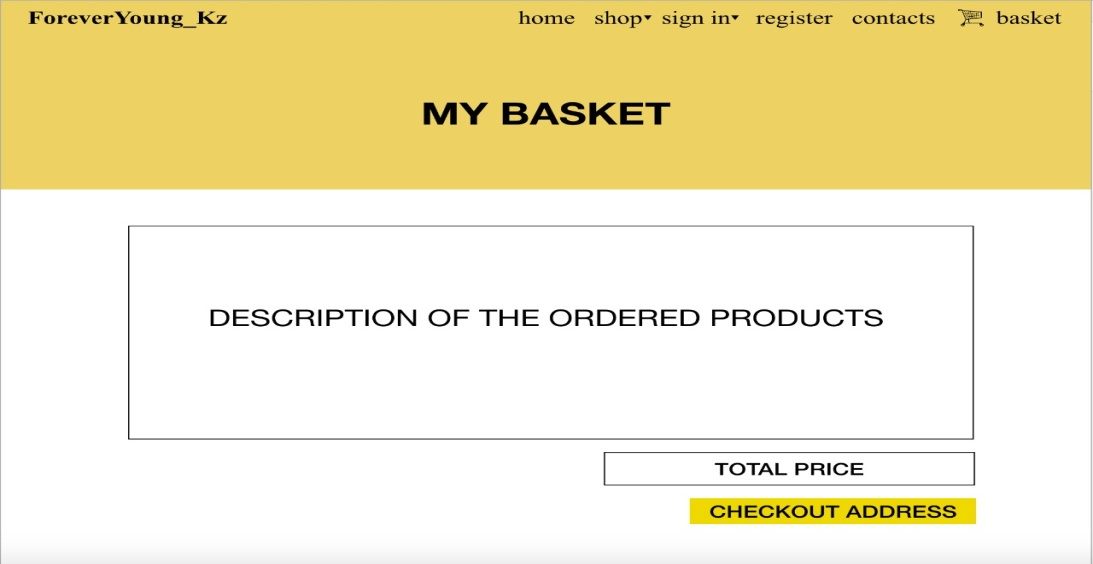 ForeverYoung_Kz home shop▾ sign in▾ register contacts basket
MY BASKET
DESCRIPTION OF THE ORDERED PRODUCTS
TOTAL PRICE
CHECKOUT ADDRESS